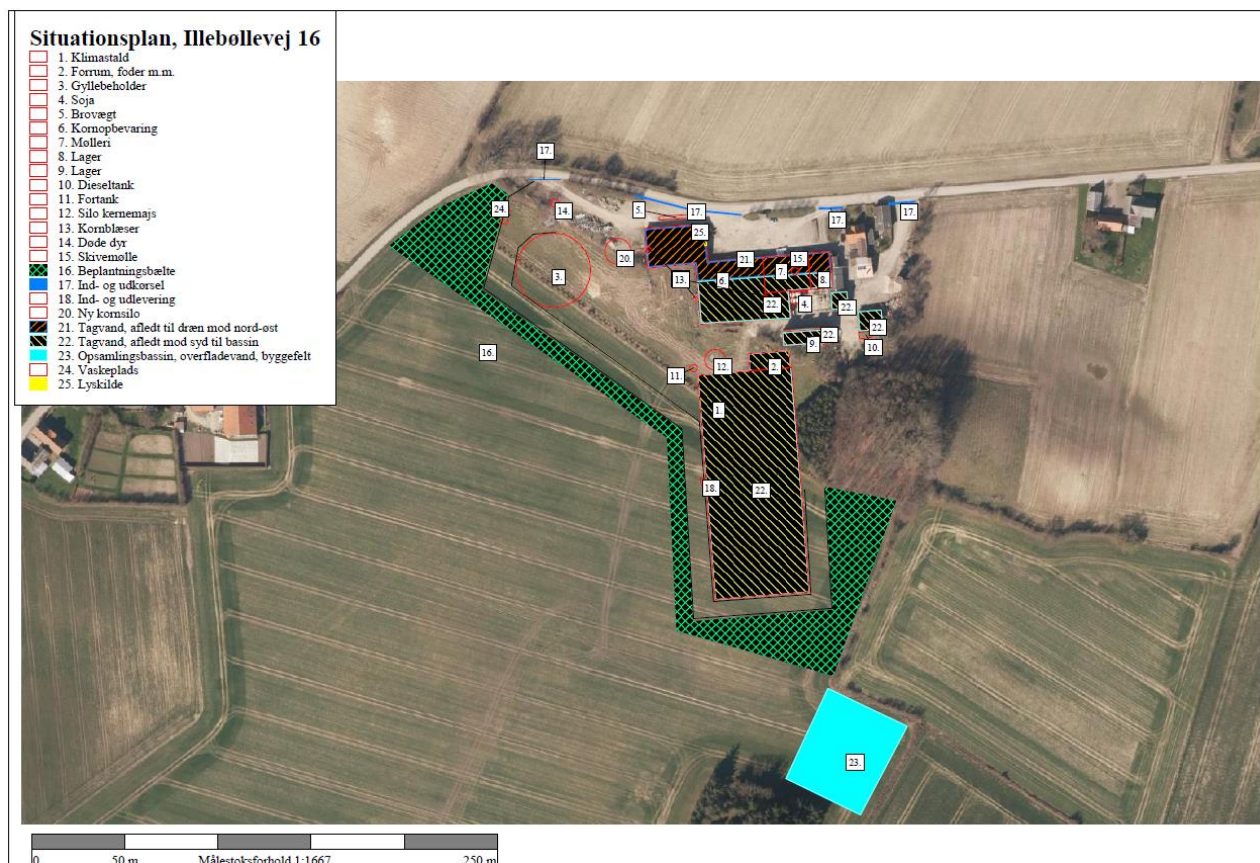 Situationsplan, Illebøllevej 16
1. Klimastald
2. Forrum, foder m.m.
3. Gyllebeholder
4. Soja
5. Brovægt
6. Kornopbevaring
7. Mølleri
8. Lager
9. Lager
10. Dieseltank
11. Fortank
12. Silo kernemajs
13. Kornblæser
14. Døde dyr
15. Skivemølle
16. Beplantningsbælte
17. Ind- og udkørsel
18. Ind- og udlevering
20. Ny kornsilo
21. Tagvand, afledt til dræn mod nord-øst
22. Tagvand, afledt mod syd til bassin
23. Opsamlingsbassin, overfladevand, byggefelt
24. Vaskeplads
25. Lyskilde
17.
24.
14.
5.
17.
17.
17.
25.
20.
21.
15.
3.
13.
6.
7.
8.
22.
4.
22.
22.
22.
9.
10.
16.
11.
12.
2.
1.
18.
22.
23.
0
50 m
Målestoksforhold 1:1667
250 m